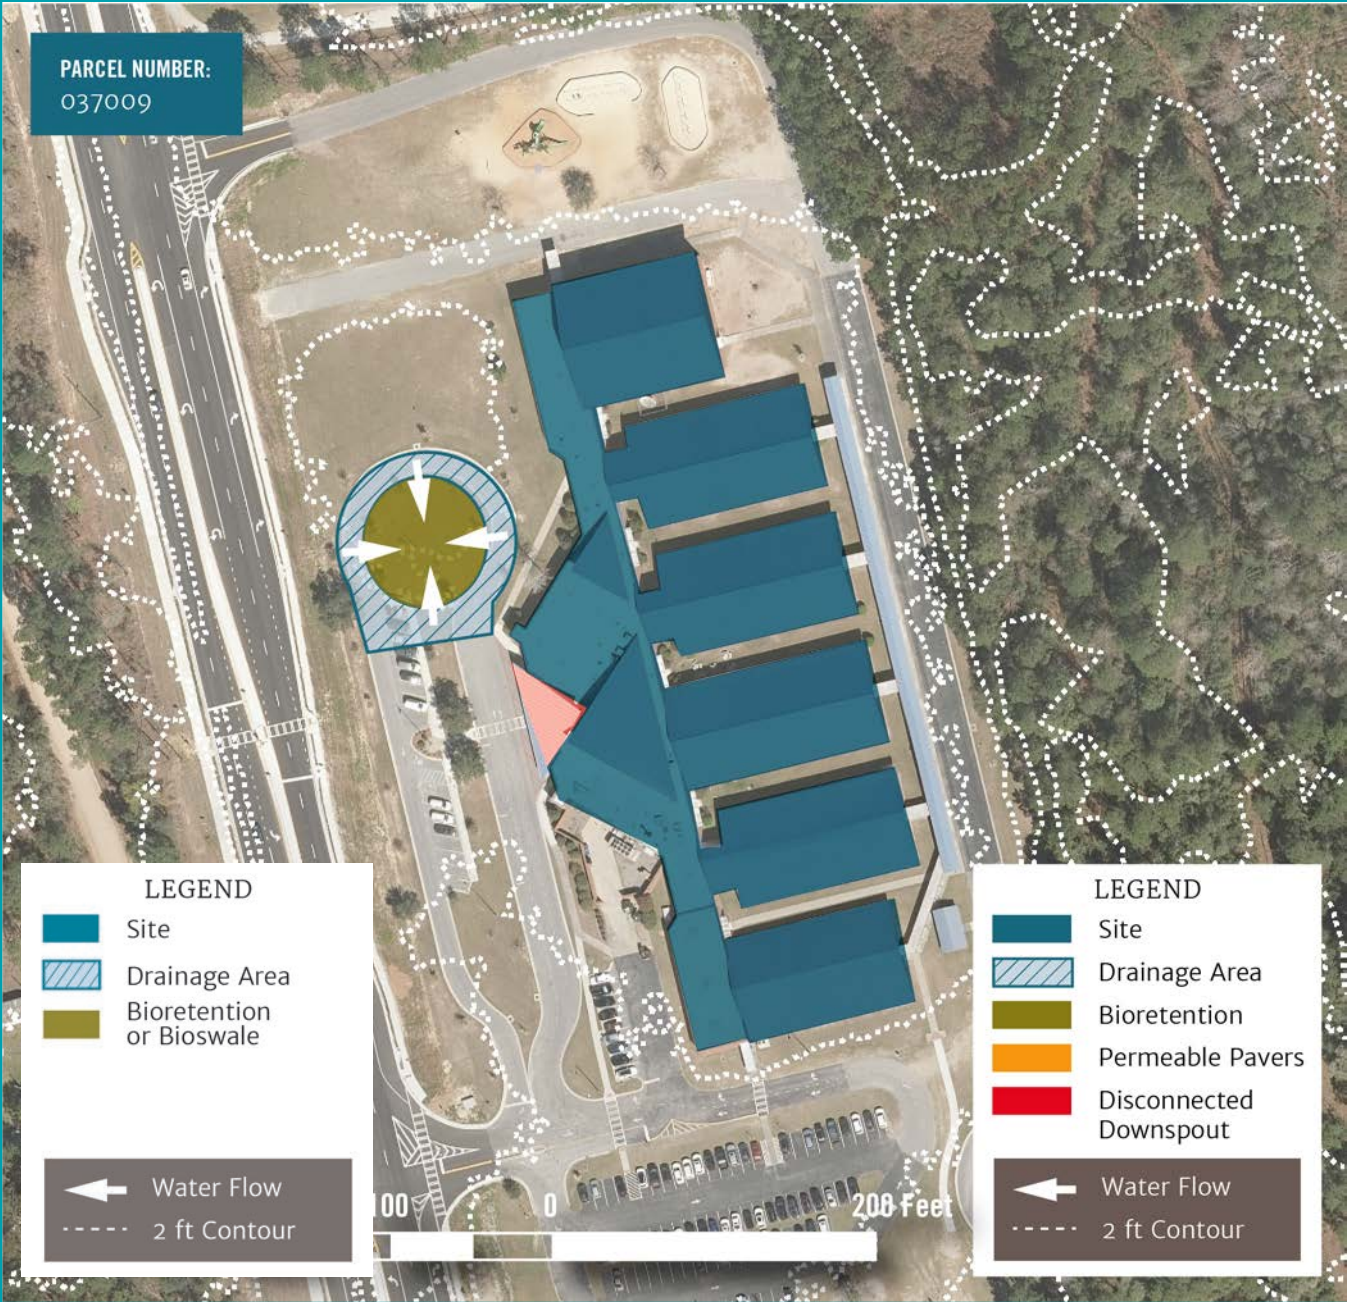 PARCEL NUMBER:
037009
LEGEND
Site
Drainage Area
Bioretention
or Bioswale
Water Flow
2 ft Contour
100 0 200 Feet
LEGEND
Site
Drainage Area
Bioretention
Permeable Pavers
Disconnected
Downspout
Water Flow
2 ft Contour